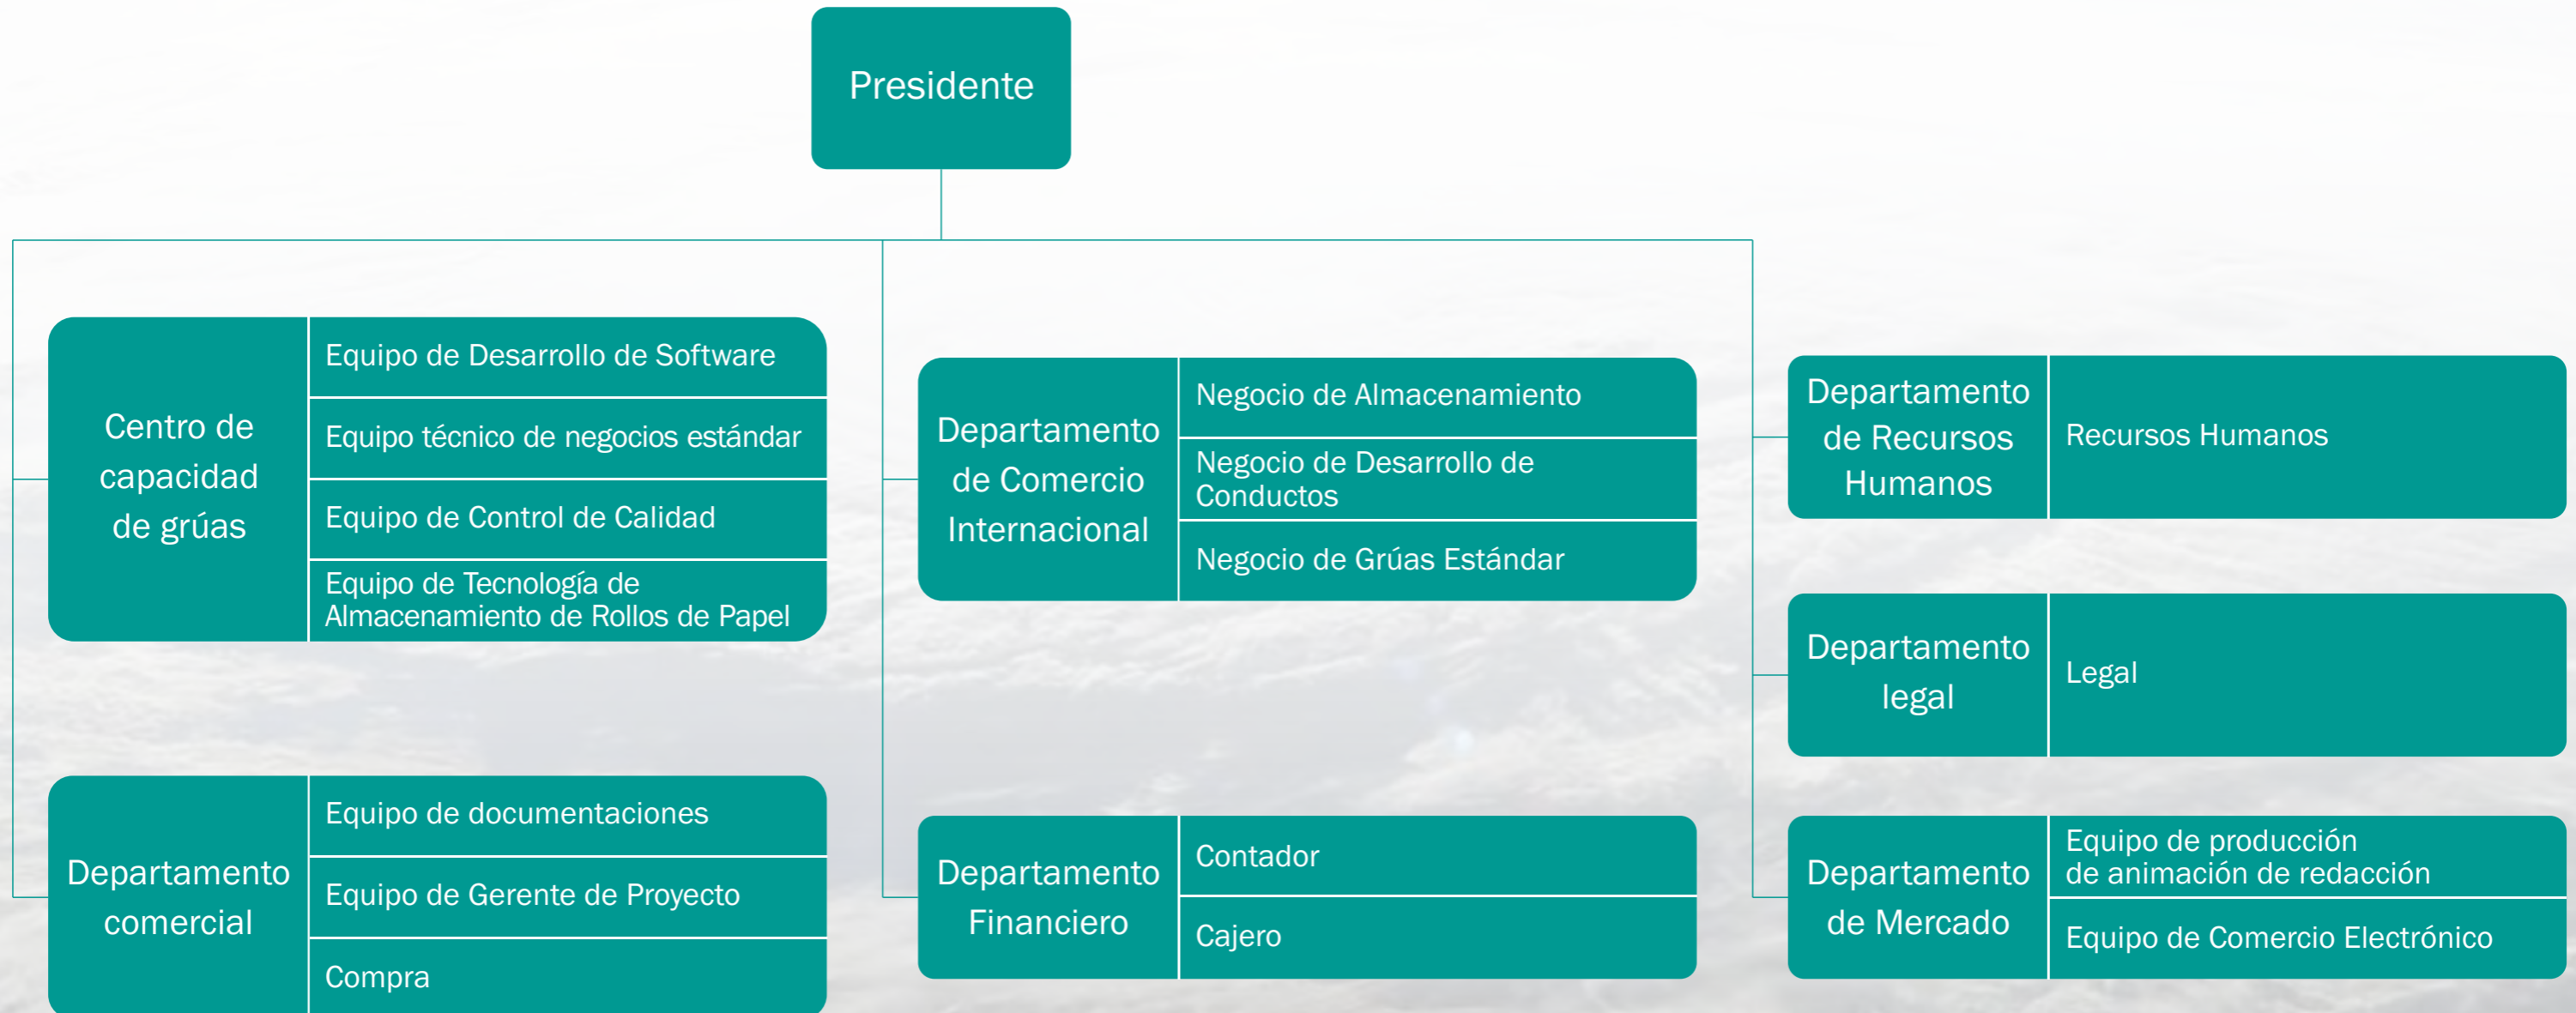 Presidente
Centro de
capacidad
de grúas
Equipo de Desarrollo de Software
Equipo técnico de negocios estándar
Equipo de Control de Calidad
Equipo de Tecnología de
Almacenamiento de Rollos de Papel
Departamento
comercial
Equipo de documentaciones
Equipo de Gerente de Proyecto
Compra
Departamento
de Comercio
Internacional
Negocio de Almacenamiento
Negocio de Desarrollo de
Conductos
Negocio de Grúas Estándar
Departamento
Financiero
Contador
Cajero
Departamento
de Recursos
Humanos
Recursos Humanos
Departamento
legal
Legal
Departamento
de Mercado
Equipo de producción
de animación de redacción
Equipo de Comercio Electrónico